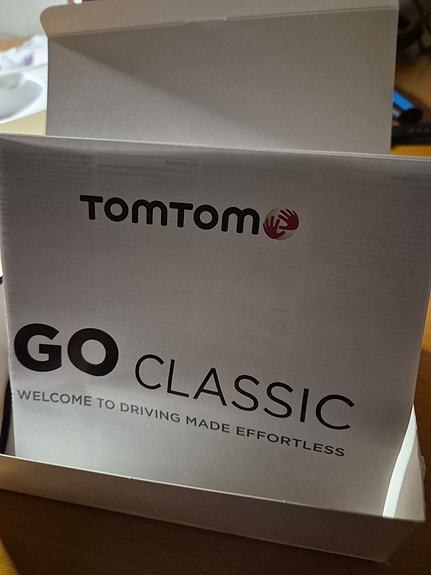 TOMTOM
GO CLASSIC
WELCOME TO DRIVING MADE EFFORTLESS